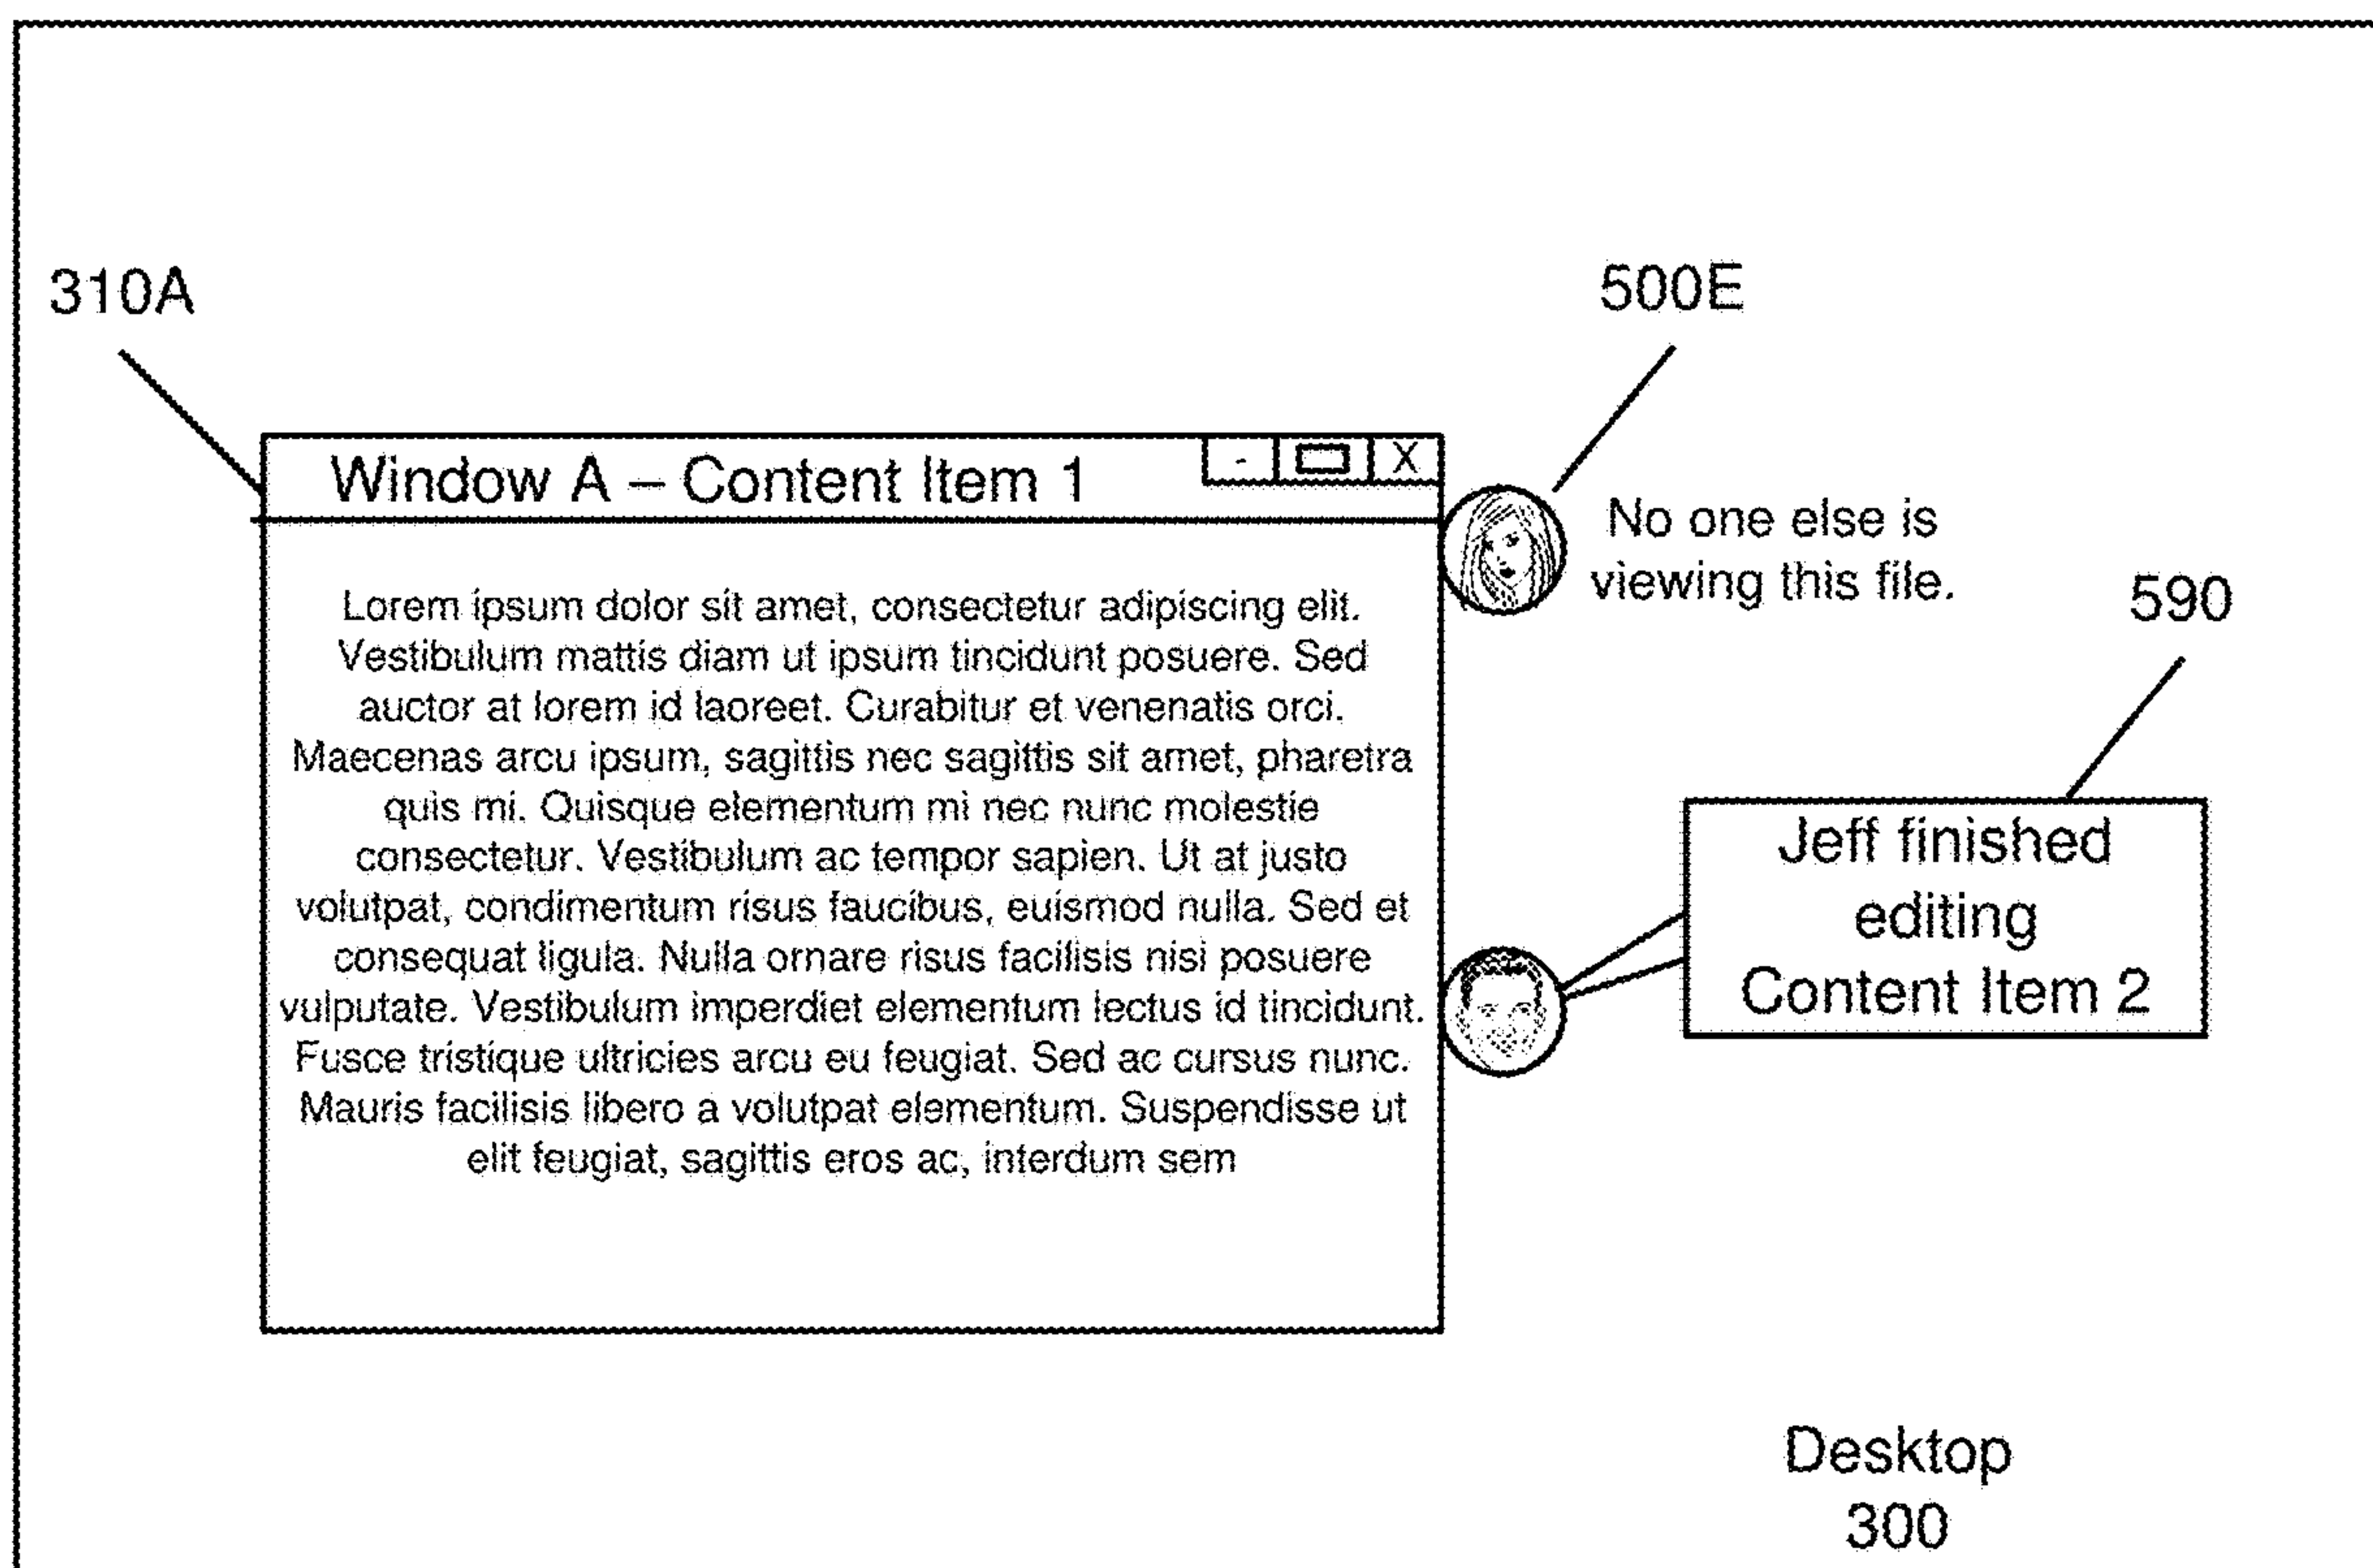 310A
500E
Window A – Content Item 1
- X
No one else is
viewing this file.
590
Lorem ipsum dolor sit amet, consectetur adipiscing elit.
Vestibulum mattis diam ut ipsum tincidunt posuere. Sed
auctor at lorem id laoreet. Curabitur et venenatis orci.
Maecenas arcu ipsum, sagittis nec sagittis sit amet, pharetra
quis mi. Quisque elementum mi nec nunc molestie
consectetur. Vestibulum ac tempor sapien. Ut at justo
volutpat, condimentum risus faucibus, euismod nulla. Sed et
consequat ligula. Nulla ornare risus facilisis nisi posuere
vulputate. Vestibulum imperdiet elementum lectus id tincidunt.
Fusce tristique ultricies arcu eu feugiat. Sed ac cursus nunc.
Mauris facilisis libero a volutpat elementum. Suspendisse ut
elit feugiat, sagittis eros ac, interdum sem
Jeff finished
editing
Content Item 2
Desktop
300